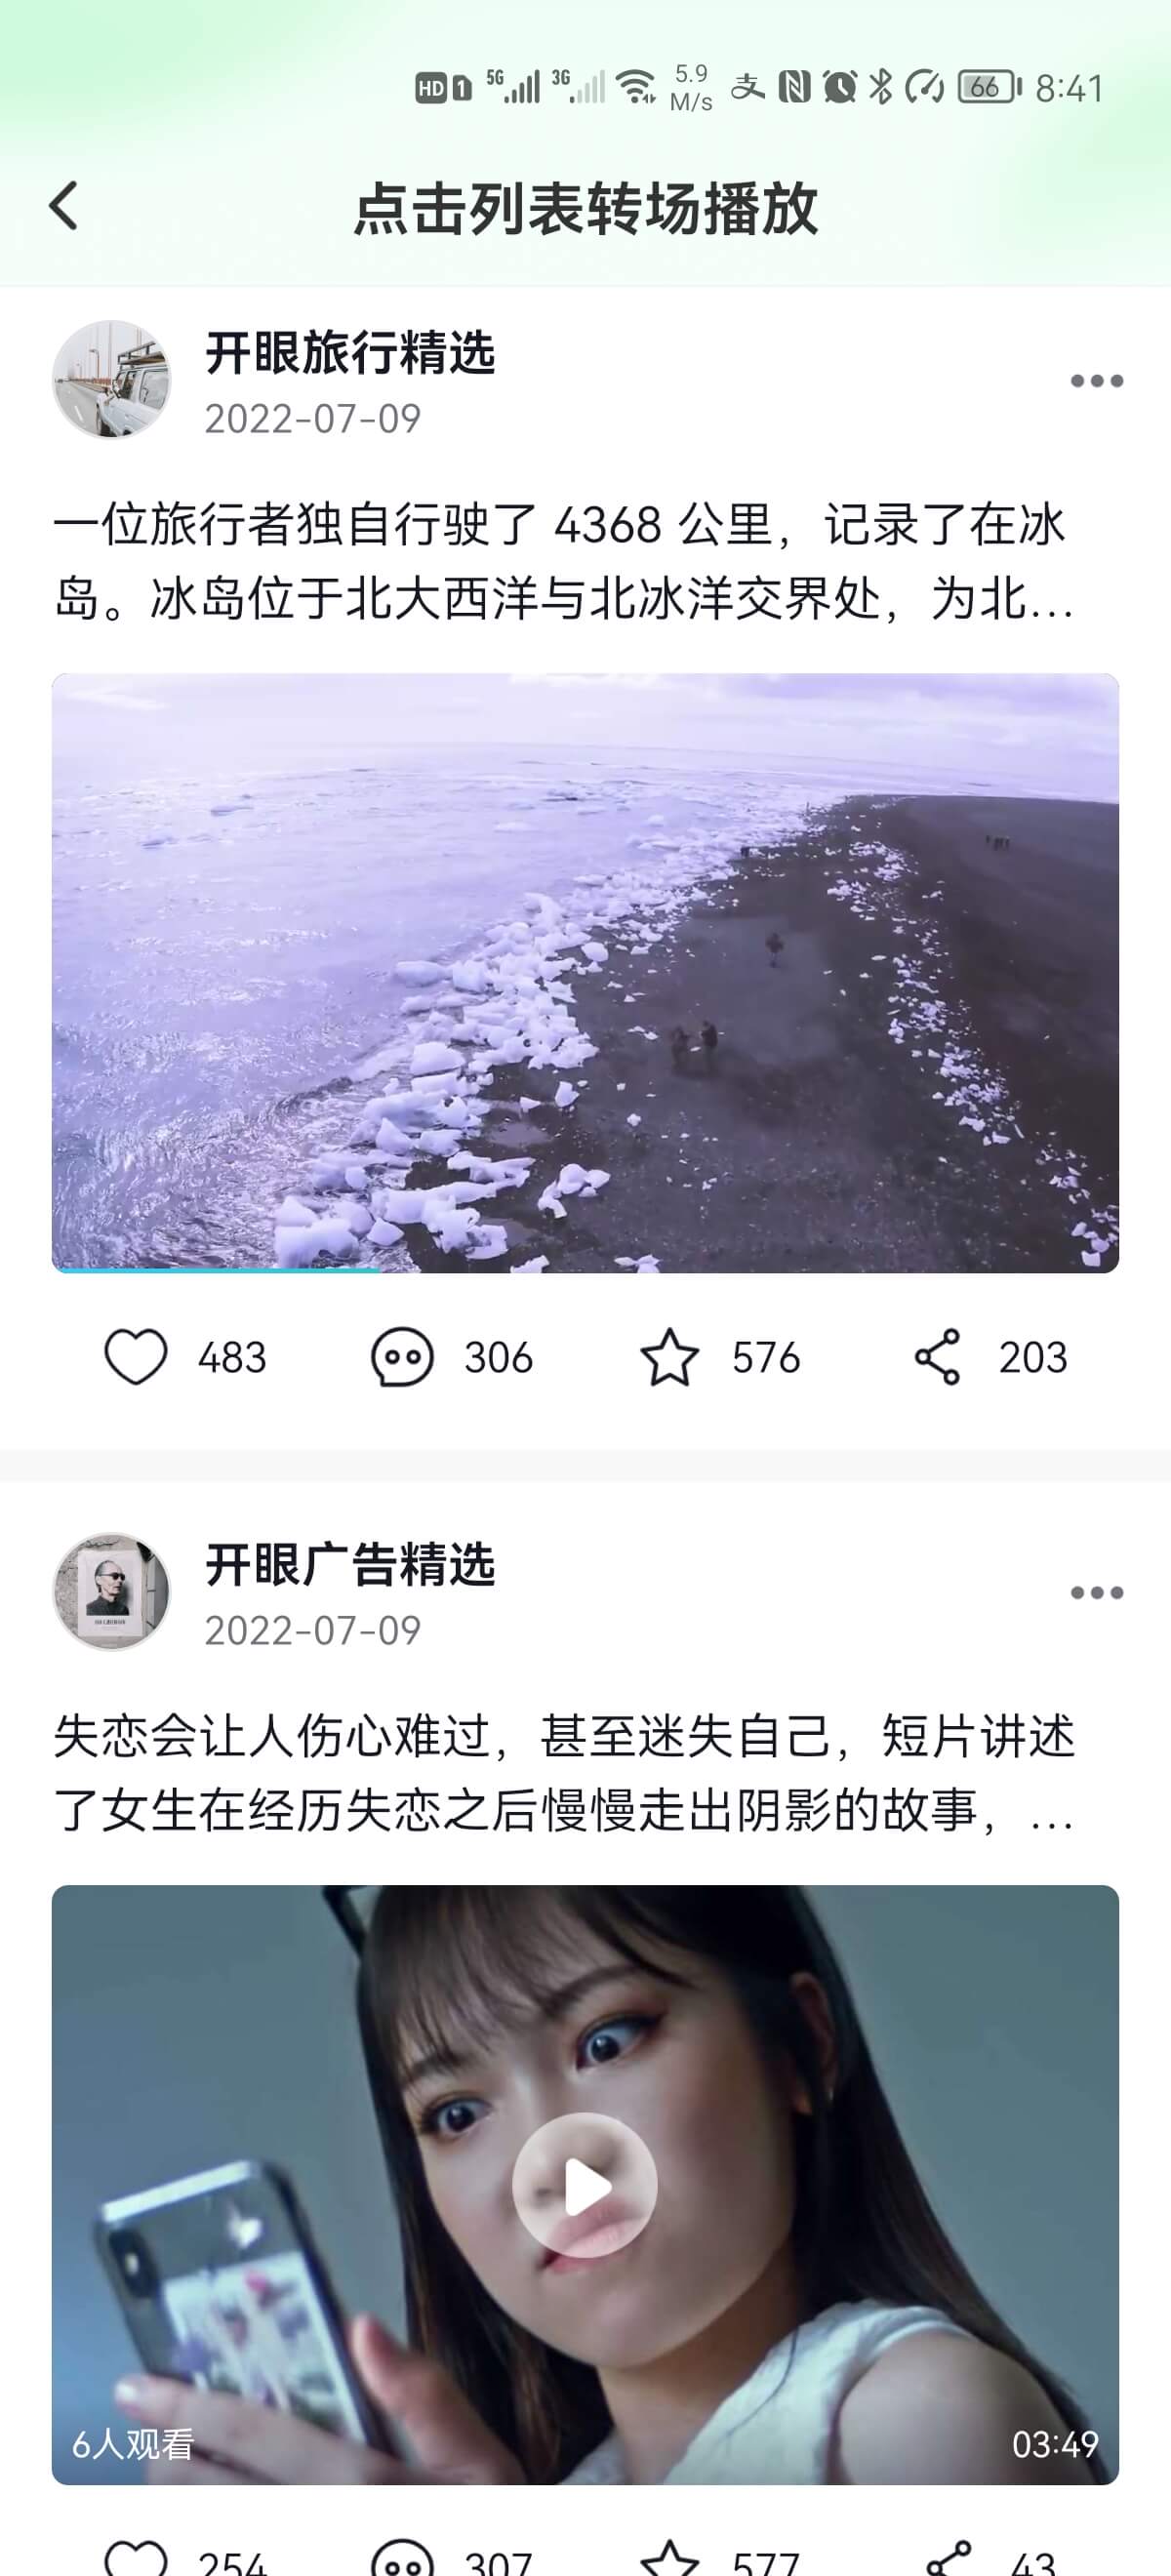 HD 1 5G 3G 5.9 M/s 支 N 66 8:41
点击列表转场播放
开眼旅行精选
2022-07-09
一位旅行者独自行驶了 4368 公里，记录了在冰
岛。冰岛位于北大西洋与北冰洋交界处，为北...
483 306 576 203
开眼广告精选
2022-07-09
失恋会让人伤心难过，甚至迷失自己，短片讲述
了女生在经历失恋之后慢慢走出阴影的故事，...
6人观看 03:49
254 307 577 43